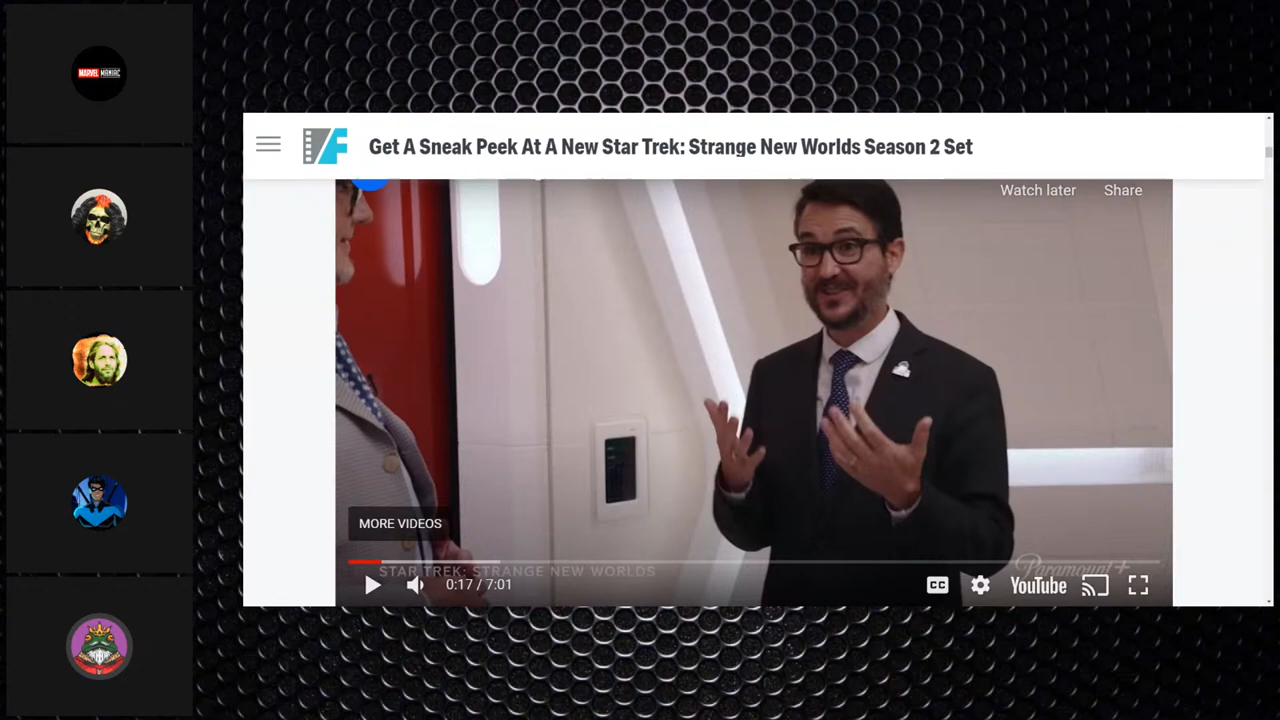 MARVEL MANIAC
/F
Get A Sneak Peek At A New Star Trek: Strange New Worlds Season 2 Set
Watch later
Share
MORE VIDEOS
STAR TREK: STRANGE NEW WORLDS
Paramount+
0:17 / 7:01
CC
YouTube